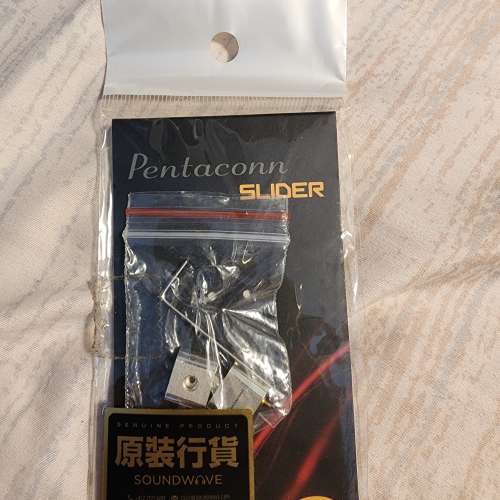 Pentaconn
SLIDER
GENUINE PRODUCT
原裝行貨
SOUNDWAVE